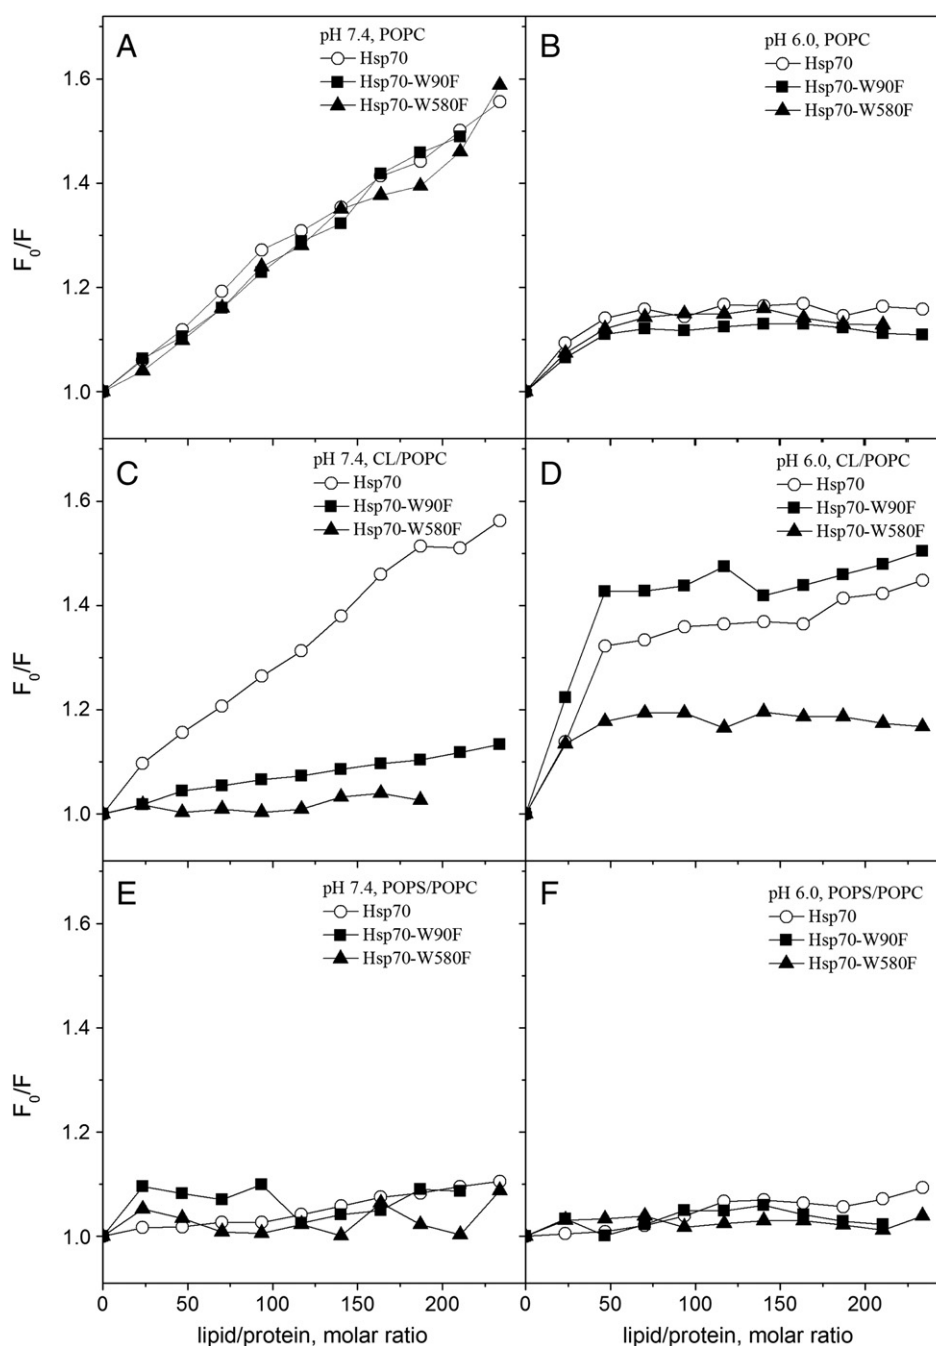 A
pH 7.4, POPC
Hsp70
Hsp70-W90F
Hsp70-W580F
B
pH 6.0, POPC
Hsp70
Hsp70-W90F
Hsp70-W580F
1.6
1.4
1.2
1.0
F0/F
C
pH 7.4, CL/POPC
Hsp70
Hsp70-W90F
Hsp70-W580F
D
pH 6.0, CL/POPC
Hsp70
Hsp70-W90F
Hsp70-W580F
1.6
1.4
1.2
1.0
F0/F
E
pH 7.4, POPS/POPC
Hsp70
Hsp70-W90F
Hsp70-W580F
F
pH 6.0, POPS/POPC
Hsp70
Hsp70-W90F
Hsp70-W580F
1.6
1.4
1.2
1.0
F0/F
0 50 100 150 200 0 50 100 150 200
lipid/protein, molar ratio lipid/protein, molar ratio